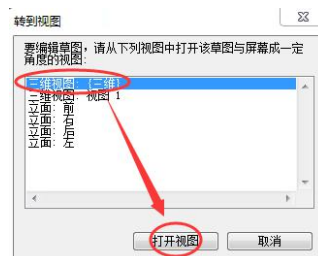 转到视图
要编辑草图，请从下列视图中打开该草图与屏幕成一定
角度的视图:
三维视图: {三维}
三维视图: 视图 1
立面: 前
立面: 右
立面: 后
立面: 左
打开视图
取消